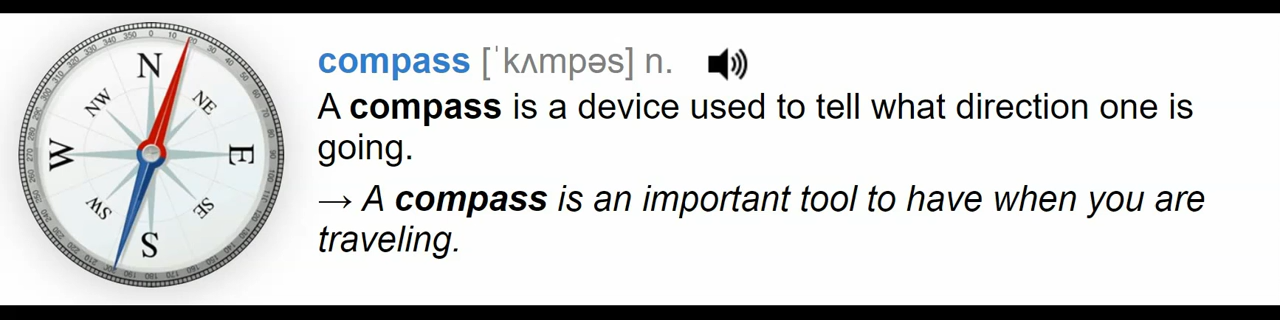 compass [ˈkʌmpəs] n.
A compass is a device used to tell what direction one is
going.
→ A compass is an important tool to have when you are
traveling.
N
NE
E
SE
S
SW
W
NW